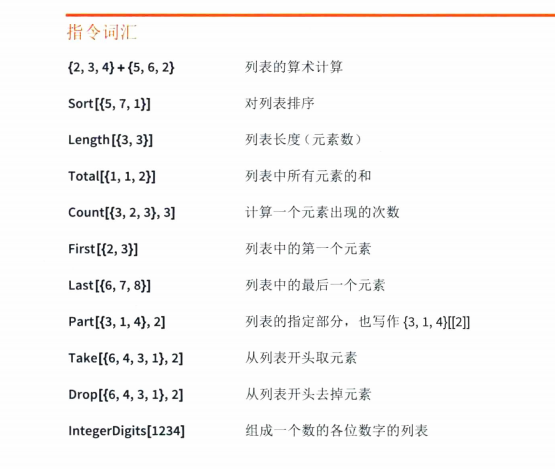 指令词汇
{2, 3, 4} + {5, 6, 2} 列表的算术计算
Sort[{5, 7, 1}] 对列表排序
Length[{3, 3}] 列表长度（元素数）
Total[{1, 1, 2}] 列表中所有元素的和
Count[{3, 2, 3}, 3] 计算一个元素出现的次数
First[{2, 3}] 列表中的第一个元素
Last[{6, 7, 8}] 列表中的最后一个元素
Part[{3, 1, 4}, 2] 列表的指定部分，也写作 {3, 1, 4}[[2]]
Take[{6, 4, 3, 1}, 2] 从列表开头取元素
Drop[{6, 4, 3, 1}, 2] 从列表开头去掉元素
IntegerDigits[1234] 组成一个数的各位数字的列表